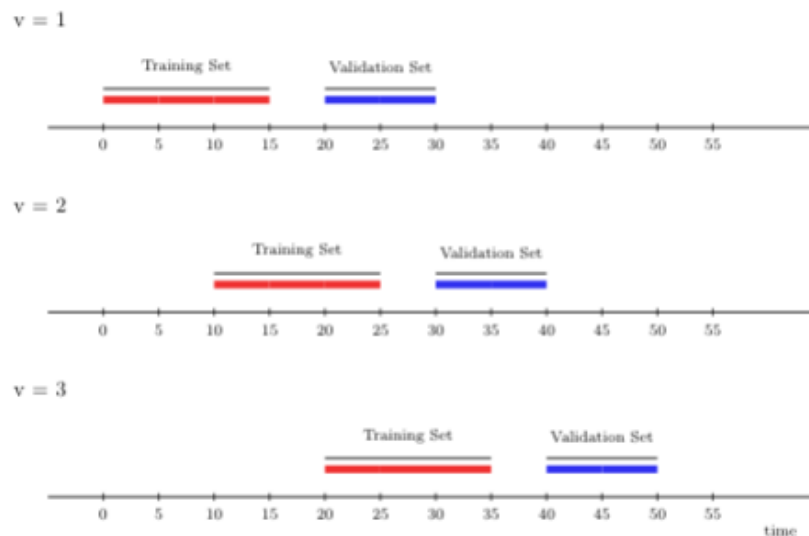 v = 1
Training Set Validation Set
0 5 10 15 20 25 30 35 40 45 50 55
v = 2
Training Set Validation Set
0 5 10 15 20 25 30 35 40 45 50 55
v = 3
Training Set Validation Set
0 5 10 15 20 25 30 35 40 45 50 55
time